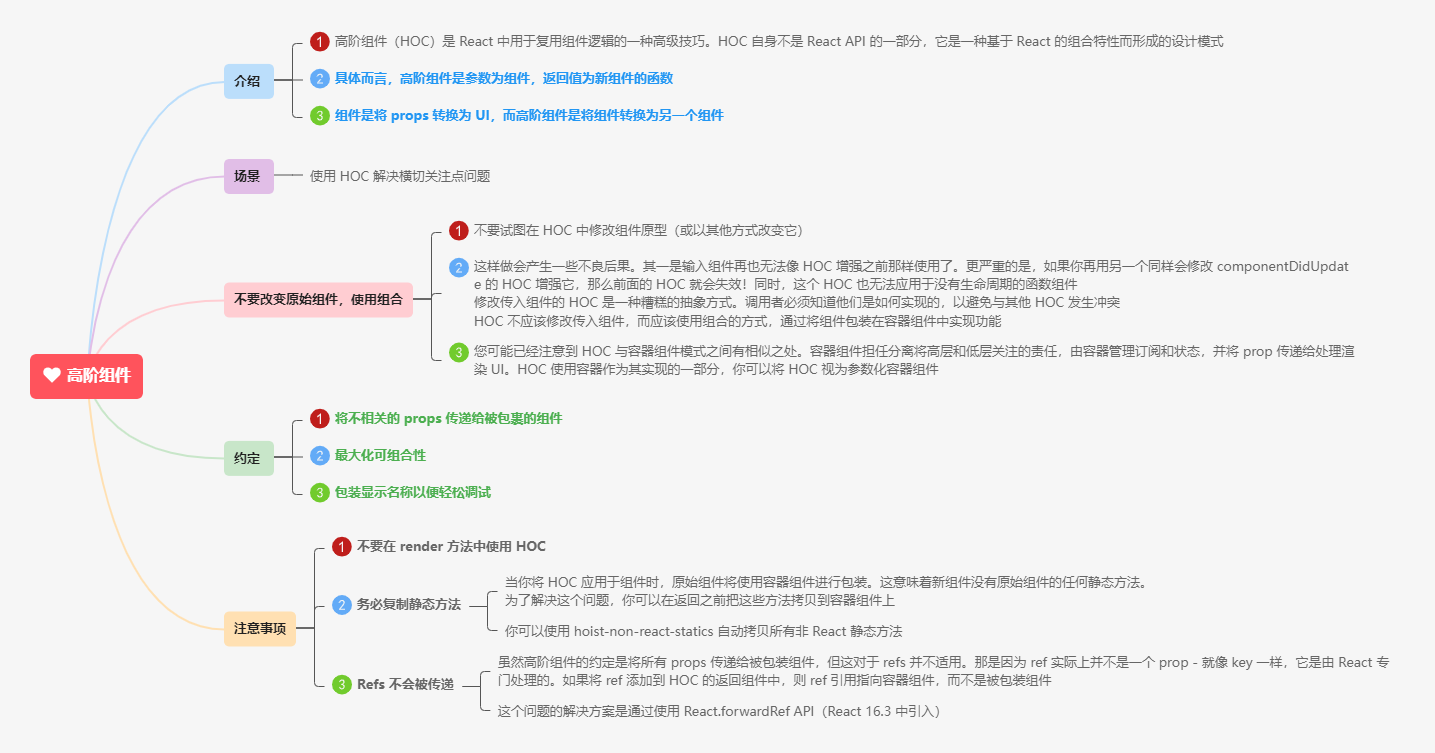 高阶组件
介绍
1 高阶组件（HOC）是 React 中用于复用组件逻辑的一种高级技巧。HOC 自身不是 React API 的一部分，它是一种基于 React 的组合特性而形成的设计模式
2 具体而言，高阶组件是参数为组件，返回值为新组件的函数
3 组件是将 props 转换为 UI，而高阶组件是将组件转换为另一个组件
场景
使用 HOC 解决横切关注点问题
不要改变原始组件，使用组合
1 不要试图在 HOC 中修改组件原型（或以其他方式改变它）
2 这样做会产生一些不良后果。其一是输入组件再也无法像 HOC 增强之前那样使用了。更严重的是，如果你再用另一个同样会修改 componentDidUpdat
e 的 HOC 增强它，那么前面的 HOC 就会失效！同时，这个 HOC 也无法应用于没有生命周期的函数组件
修改传入组件的 HOC 是一种糟糕的抽象方式。调用者必须知道他们是如何实现的，以避免与其他 HOC 发生冲突
HOC 不应该修改传入组件，而应该使用组合的方式，通过将组件包装在容器组件中实现功能
3 您可能已经注意到 HOC 与容器组件模式之间有相似之处。容器组件担任分离将高层和低层关注的责任，由容器管理订阅和状态，并将 prop 传递给处理渲
染 UI。HOC 使用容器作为其实现的一部分，你可以将 HOC 视为参数化容器组件
约定
1 将不相关的 props 传递给被包裹的组件
2 最大化可组合性
3 包装显示名称以便轻松调试
注意事项
1 不要在 render 方法中使用 HOC
2 务必复制静态方法
当你将 HOC 应用于组件时，原始组件将使用容器组件进行包装。这意味着新组件没有原始组件的任何静态方法。
为了解决这个问题，你可以在返回之前把这些方法拷贝到容器组件上
你可以使用 hoist-non-react-statics 自动拷贝所有非 React 静态方法
3 Refs 不会被传递
虽然高阶组件的约定是将所有 props 传递给被包装组件，但这对于 refs 并不适用。那是因为 ref 实际上并不是一个 prop - 就像 key 一样，它是由 React 专
门处理的。如果将 ref 添加到 HOC 的返回组件中，则 ref 引用指向容器组件，而不是被包装组件
这个问题的解决方案是通过使用 React.forwardRef API（React 16.3 中引入）